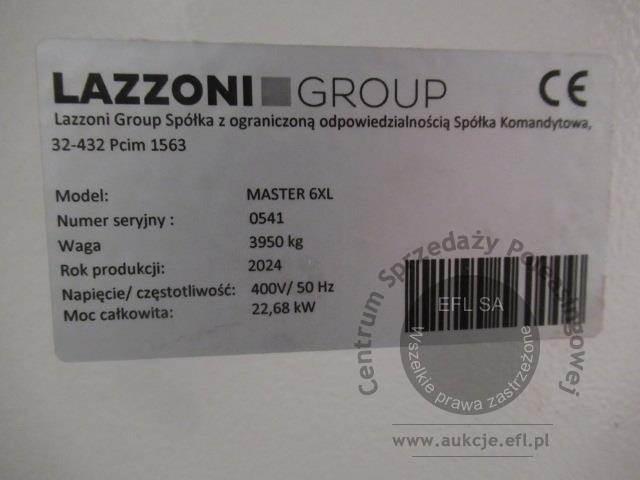 LAZZONI GROUP CE
Lazzoni Group Spółka z ograniczoną odpowiedzialnością Spółka Komandytowa,
32-432 Pcim 1563
Model: MASTER 6XL
Numer seryjny : 0541
Waga 3950 kg
Rok produkcji: 2024
Napięcie/ częstotliwość: 400V/ 50 Hz
Moc całkowita: 22,68 kW
Centrum Sprzedaży Poleasingowej
EFL SA
Wszelkie prawa zastrzeżone
www.aukcje.efl.pl